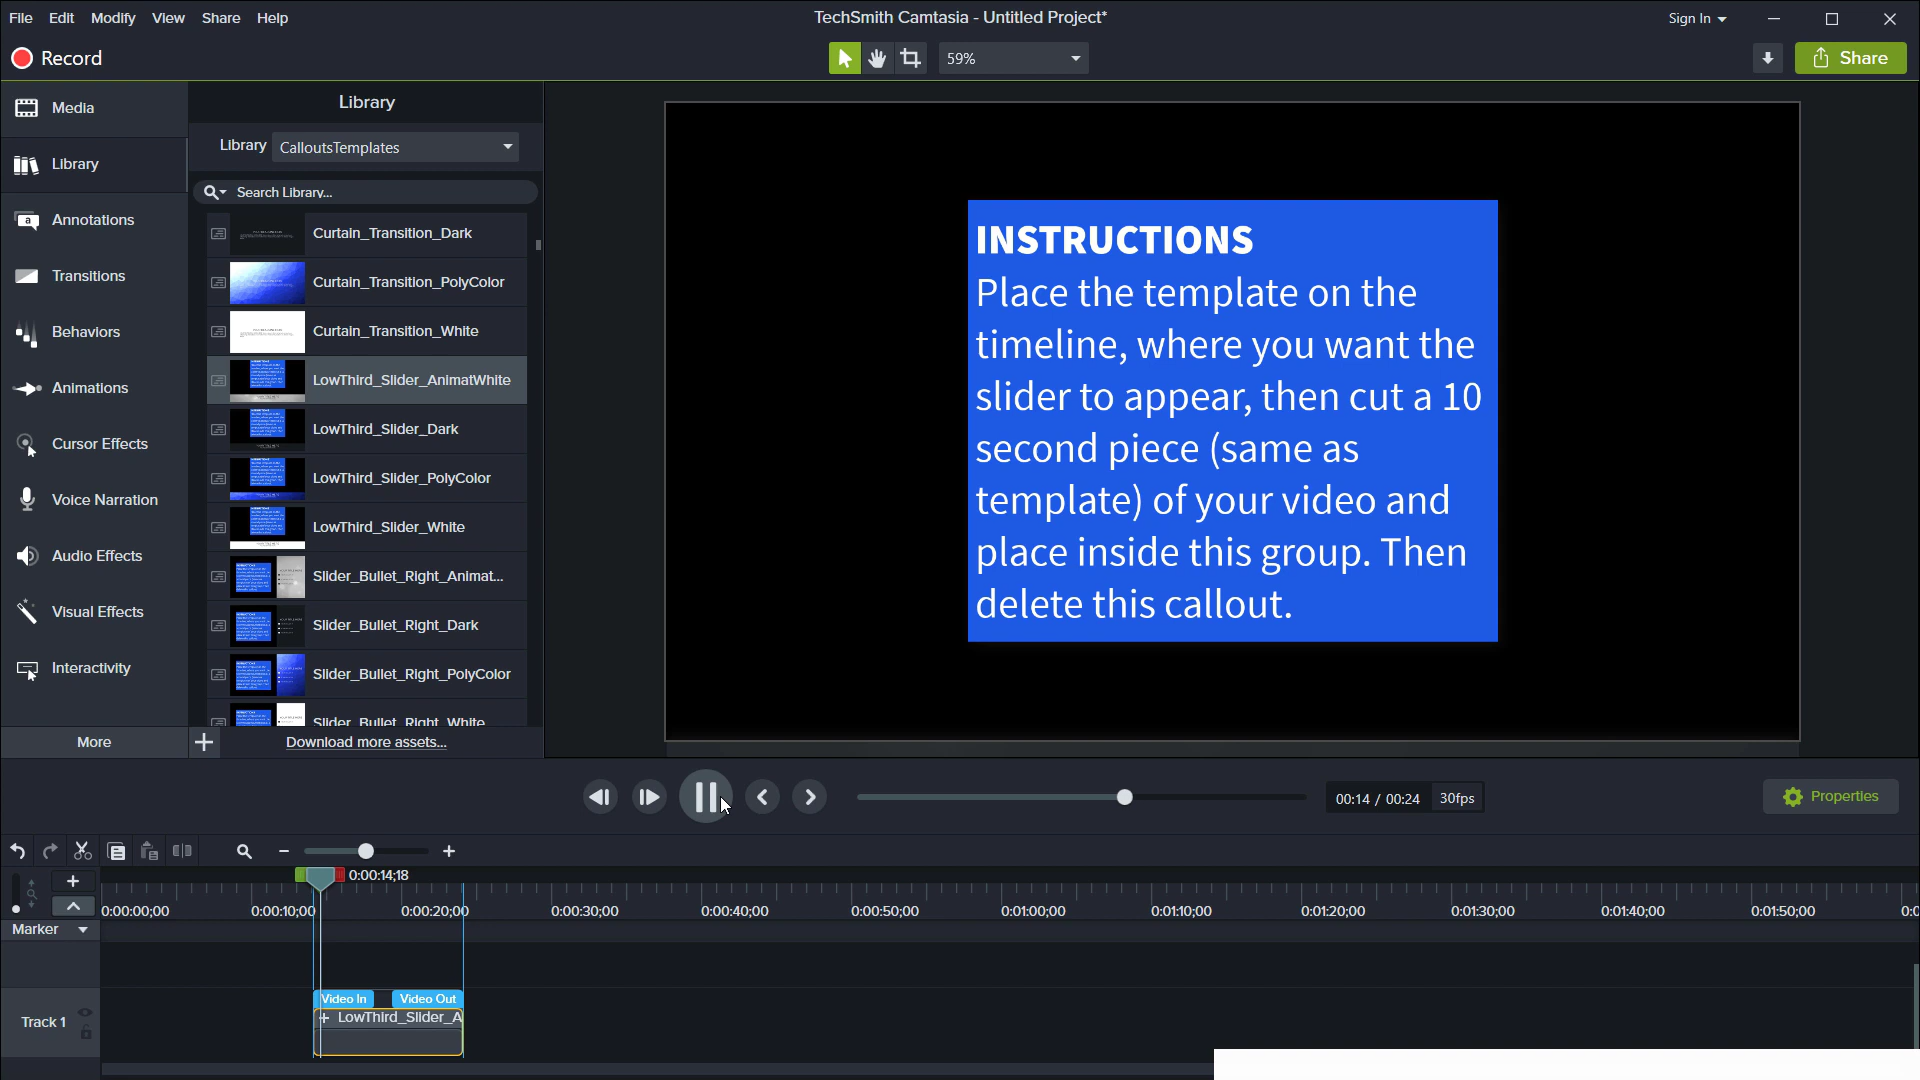 File Edit Modify View Share Help
TechSmith Camtasia - Untitled Project*
Sign In
Record
59%
Share
Media
Library
Annotations
Transitions
Behaviors
Animations
Cursor Effects
Voice Narration
Audio Effects
Visual Effects
Interactivity
More
Library
Library CalloutsTemplates
Search Library...
Curtain_Transition_Dark
Curtain_Transition_PolyColor
Curtain_Transition_White
LowThird_Slider_AnimatWhite
LowThird_Slider_Dark
LowThird_Slider_PolyColor
LowThird_Slider_White
Slider_Bullet_Right_Animat...
Slider_Bullet_Right_Dark
Slider_Bullet_Right_PolyColor
Slider_Bullet_Right_White
Download more assets...
INSTRUCTIONS
Place the template on the
timeline, where you want the
slider to appear, then cut a 10
second piece (same as
template) of your video and
place inside this group. Then
delete this callout.
00:14 / 00:24 30fps
Properties
0:00:14;18
0:00:00;00 0:00:10;00 0:00:20;00 0:00:30;00 0:00:40;00 0:00:50;00 0:01:00;00 0:01:10;00 0:01:20;00 0:01:30;00 0:01:40;00 0:01:50;00
Marker
Video In Video Out
Track 1
LowThird_Slider_A